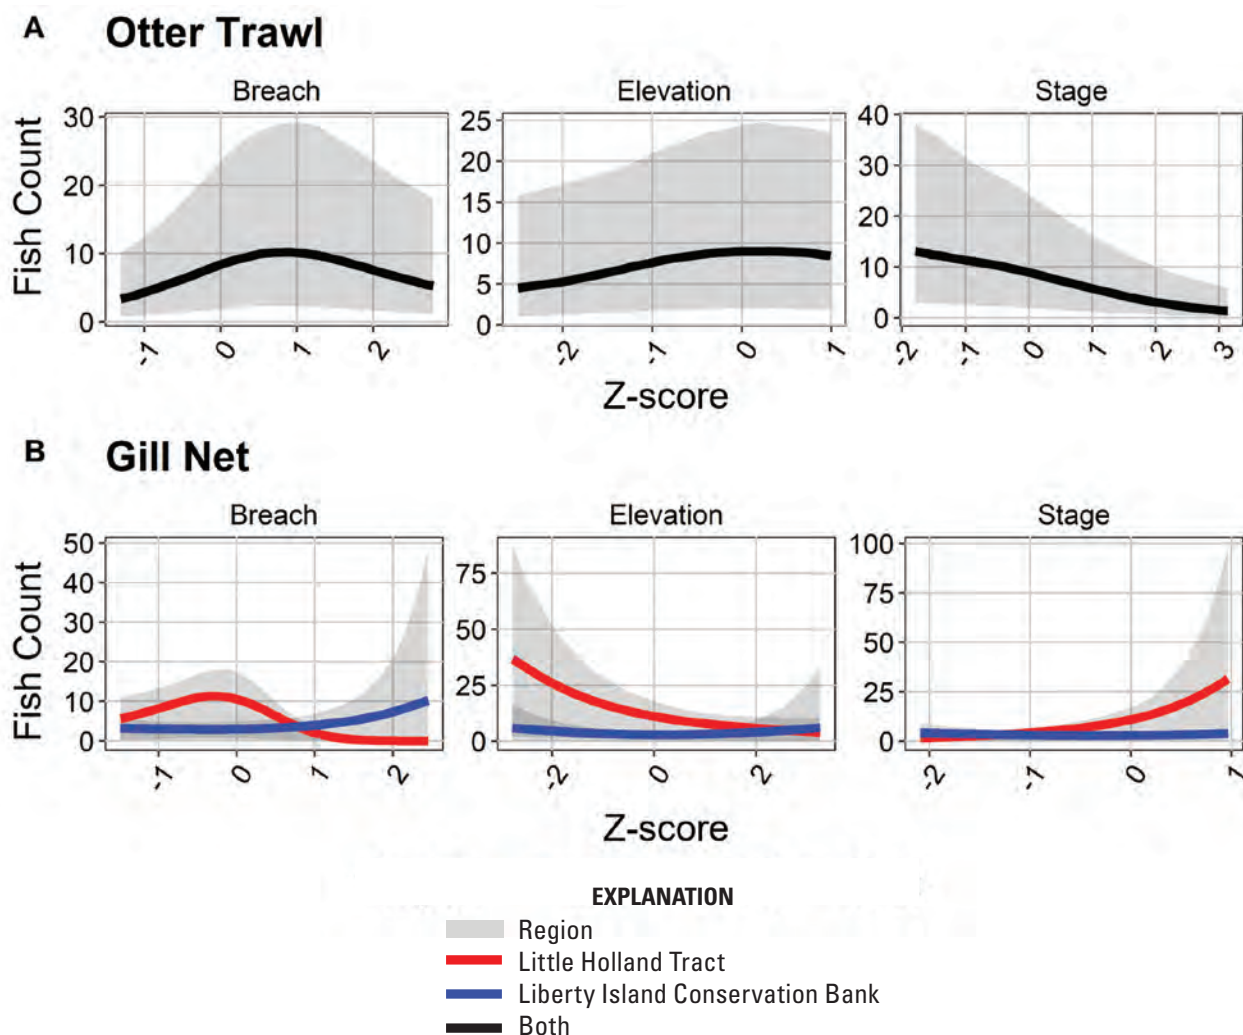 A Otter Trawl
Breach Elevation Stage
Fish Count
30
20
10
0
-1 0 1 2
25
20
15
10
5
0
-2 -1 0 1
40
30
20
10
0
-2 -1 0 1 2 3
Z-score
B Gill Net
Breach Elevation Stage
Fish Count
50
40
30
20
10
0
-1 0 1 2
75
50
25
0
-2 0 2
100
75
50
25
0
-2 -1 0 1
Z-score
EXPLANATION
Region
Little Holland Tract
Liberty Island Conservation Bank
Both